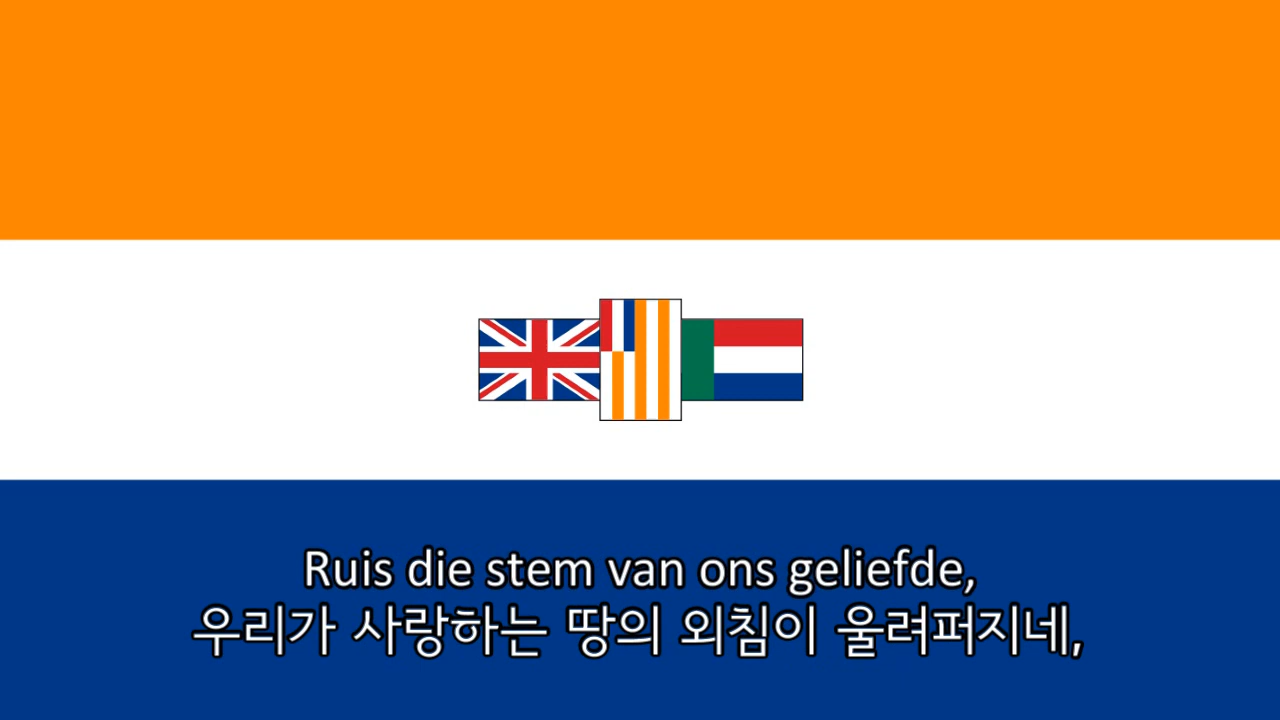 Ruis die stem van ons geliefde,
우리가 사랑하는 땅의 외침이 울려퍼지네,